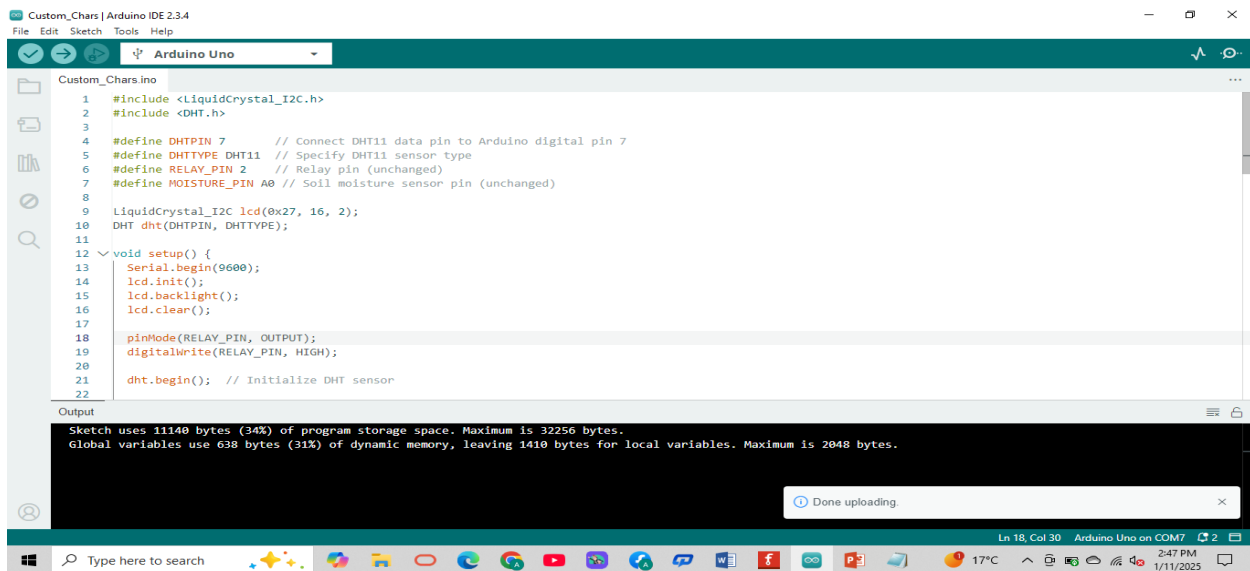 Custom_Chars | Arduino IDE 2.3.4
File Edit Sketch Tools Help
Arduino Uno
Custom_Chars.ino
1 #include <LiquidCrystal_I2C.h>
2 #include <DHT.h>
3
4 #define DHTPIN 7 // Connect DHT11 data pin to Arduino digital pin 7
5 #define DHTTYPE DHT11 // Specify DHT11 sensor type
6 #define RELAY_PIN 2 // Relay pin (unchanged)
7 #define MOISTURE_PIN A0 // Soil moisture sensor pin (unchanged)
8
9 LiquidCrystal_I2C lcd(0x27, 16, 2);
10 DHT dht(DHTPIN, DHTTYPE);
11
12 void setup() {
13 Serial.begin(9600);
14 lcd.init();
15 lcd.backlight();
16 lcd.clear();
17
18 pinMode(RELAY_PIN, OUTPUT);
19 digitalWrite(RELAY_PIN, HIGH);
20
21 dht.begin(); // Initialize DHT sensor
22
Output
Sketch uses 11140 bytes (34%) of program storage space. Maximum is 32256 bytes.
Global variables use 638 bytes (31%) of dynamic memory, leaving 1410 bytes for local variables. Maximum is 2048 bytes.
Done uploading.
Ln 18, Col 30 Arduino Uno on COM7 2
Type here to search
17°C
2:47 PM
1/11/2025